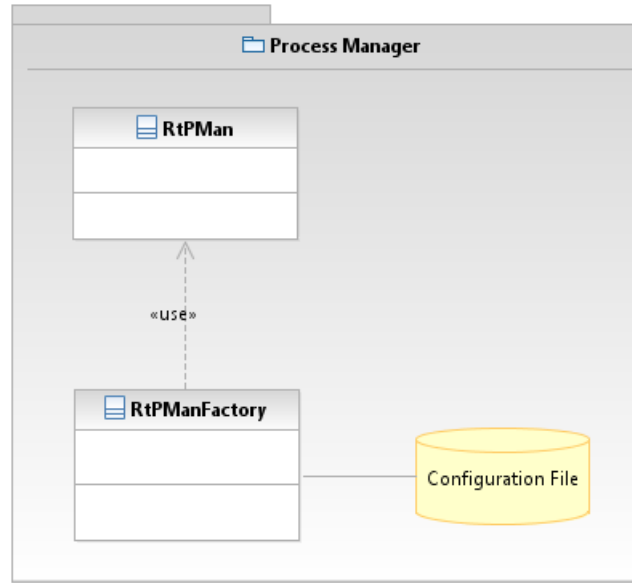 Process Manager
RtPMan
«use»
RtPManFactory
Configuration File